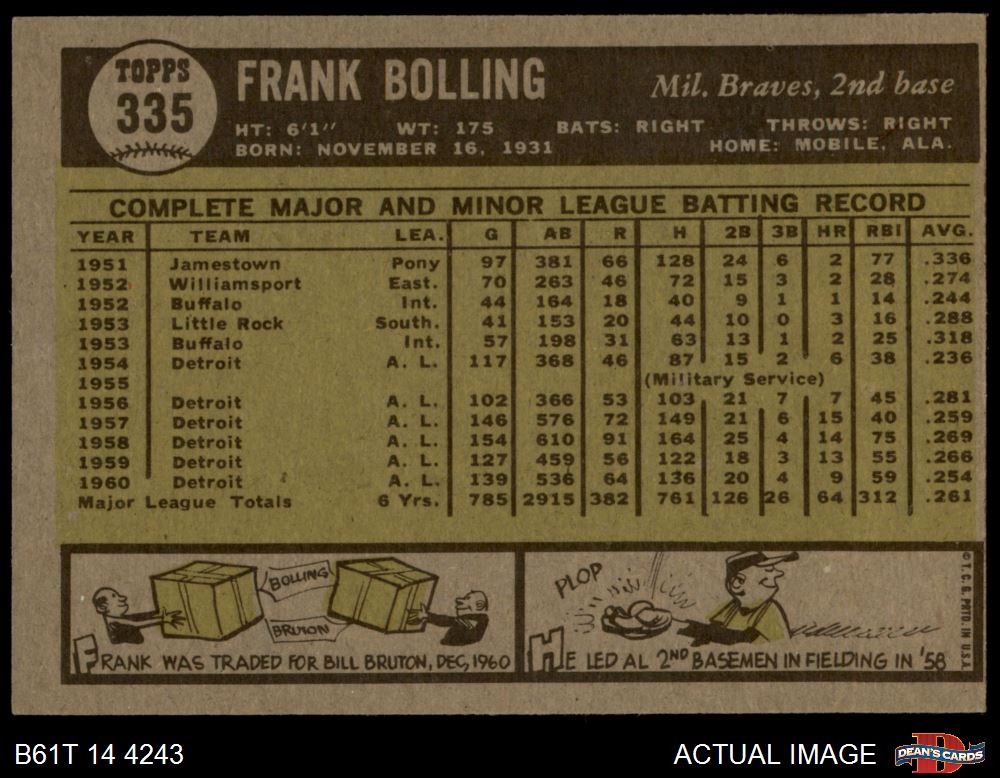 TOPPS
335
FRANK BOLLING
Mil. Braves, 2nd base
HT: 6'1" WT: 175 BATS: RIGHT THROWS: RIGHT
BORN: NOVEMBER 16, 1931 HOME: MOBILE, ALA.
COMPLETE MAJOR AND MINOR LEAGUE BATTING RECORD
YEAR TEAM LEA. G AB R H 2B 3B HR RBI AVG.
1951 Jamestown Pony 97 381 66 128 24 6 2 77 .336
1952 Williamsport East. 70 263 46 72 15 3 2 28 .274
1952 Buffalo Int. 44 164 18 40 9 1 1 14 .244
1953 Little Rock South. 41 153 20 44 10 0 3 16 .288
1953 Buffalo Int. 57 198 31 63 13 1 2 25 .318
1954 Detroit A. L. 117 368 46 87 15 2 6 38 .236
1955 (Military Service)
1956 Detroit A. L. 102 366 53 103 21 7 7 45 .281
1957 Detroit A. L. 146 576 72 149 21 6 15 40 .259
1958 Detroit A. L. 154 610 91 164 25 4 14 75 .269
1959 Detroit A. L. 127 459 56 122 18 3 13 55 .266
1960 Detroit A. L. 139 536 64 136 20 4 9 59 .254
Major League Totals 6 Yrs. 785 2915 382 761 126 26 64 312 .261
BOLLING
BRUTON
FRANK WAS TRADED FOR BILL BRUTON, DEC, 1960
PLOP
HE LED AL 2ND BASEMEN IN FIELDING IN '58
© T. C. G. PRTD. IN U.S.A.
B61T 14 4243
ACTUAL IMAGE
DEAN'S CARDS